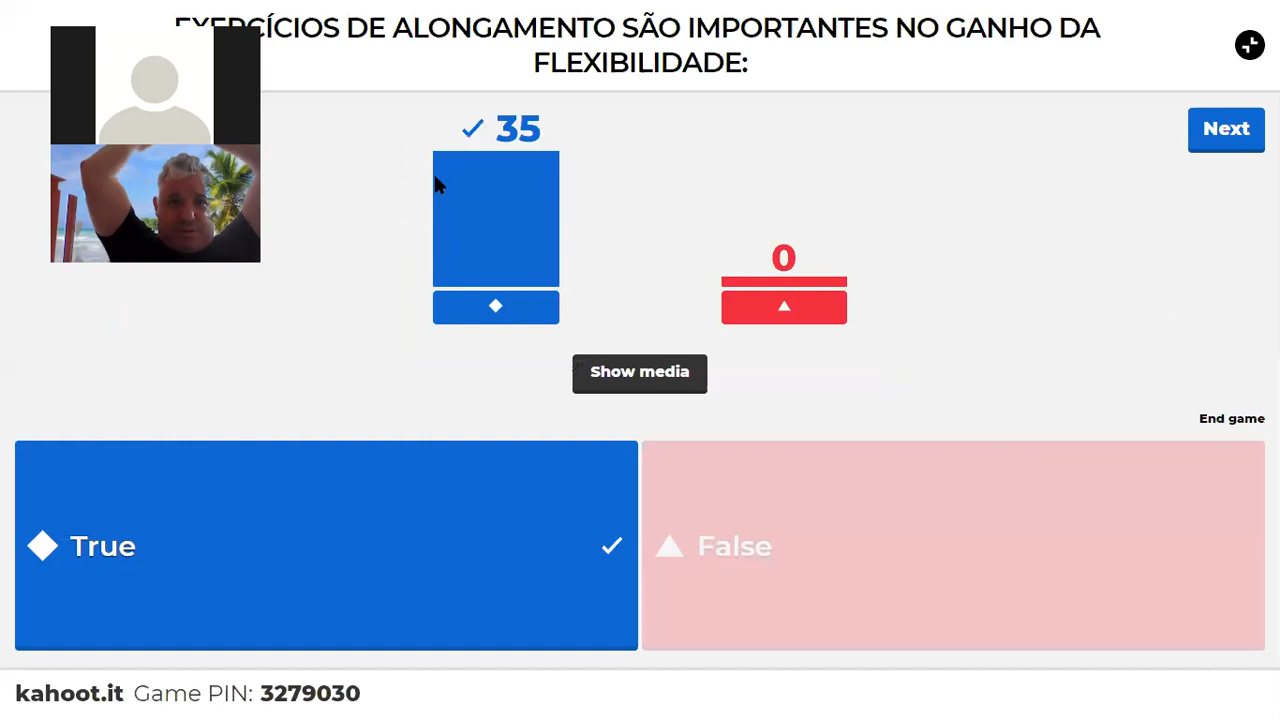 EXERCÍCIOS DE ALONGAMENTO SÃO IMPORTANTES NO GANHO DA
FLEXIBILIDADE:
35
Next
0
Show media
End game
True
False
kahoot.it Game PIN: 3279030